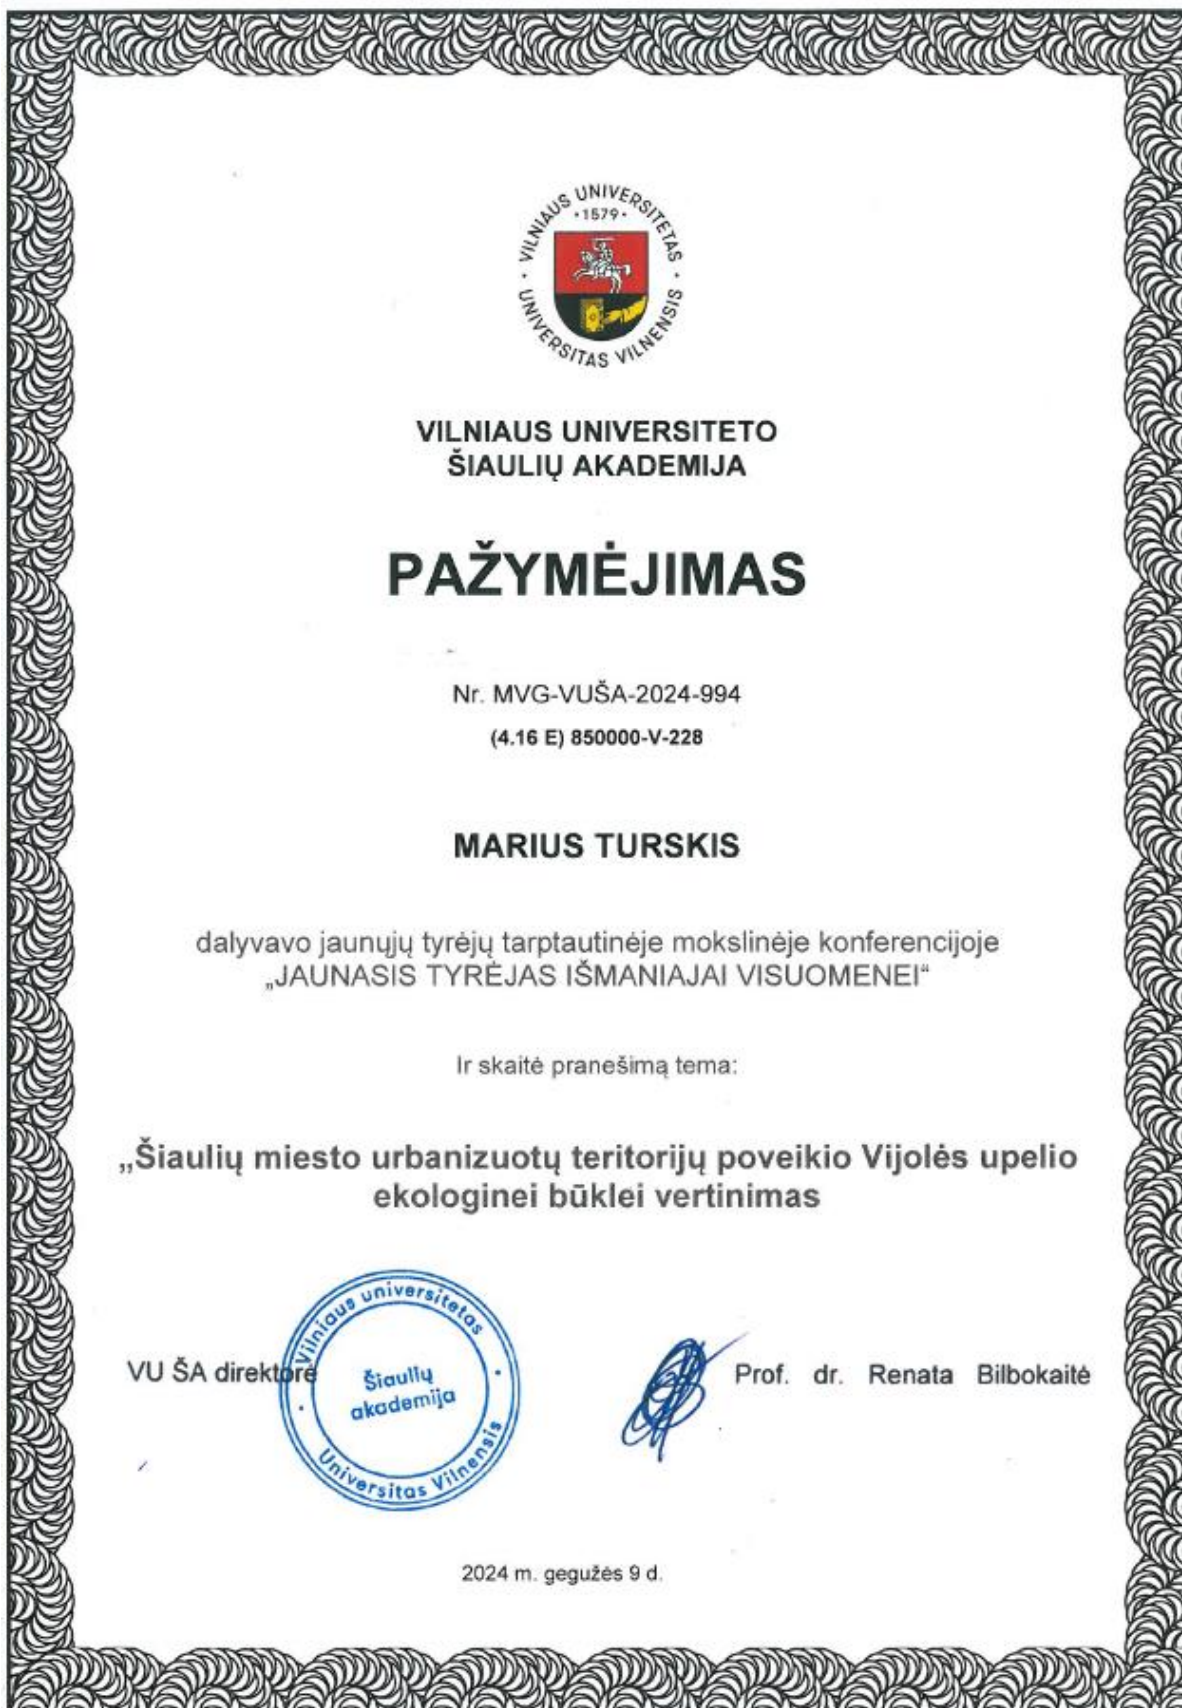 VILNIAUS UNIVERSITETAS
· 1579 ·
UNIVERSITAS VILNENSIS
VILNIAUS UNIVERSITETO
ŠIAULIŲ AKADEMIJA
PAŽYMĖJIMAS
Nr. MVG-VUŠA-2024-994
(4.16 E) 850000-V-228
MARIUS TURSKIS
dalyvavo jaunųjų tyrėjų tarptautinėje mokslinėje konferencijoje
„JAUNASIS TYRĖJAS IŠMANIAJAI VISUOMENEI“
Ir skaitė pranešimą tema:
„Šiaulių miesto urbanizuotų teritorijų poveikio Vijolės upelio
ekologinei būklei vertinimas
VU ŠA direktorė
Vilniaus universitetas
Šiaulių
akademija
Universitas Vilnensis
Prof. dr. Renata Bilbokaitė
2024 m. gegužės 9 d.